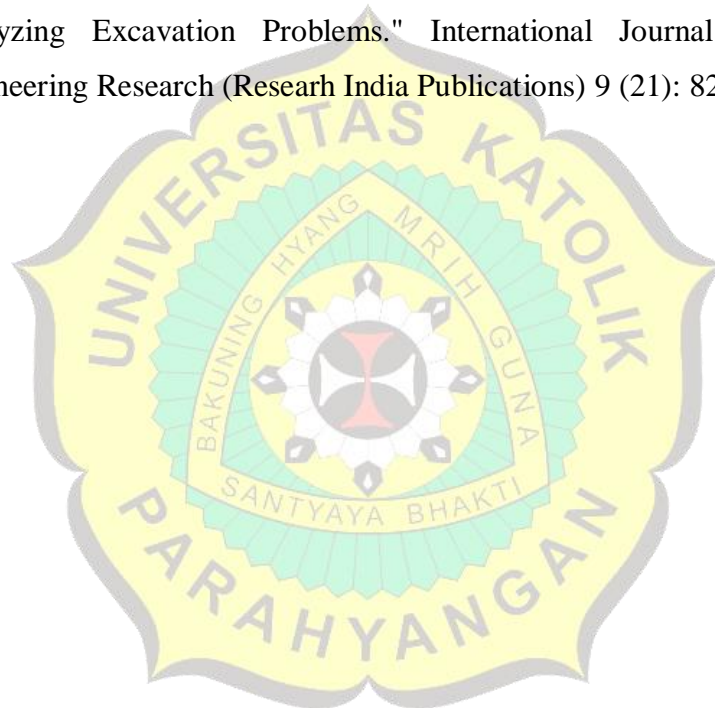 yzing Excavation Problems." International Journal
neering Research (Researh India Publications) 9 (21): 82
UNIVERSITAS KATOLIK
PARAHYANGAN
BAKUNING HYANG MRIH GUNA
SANTYAYA BHAKTI